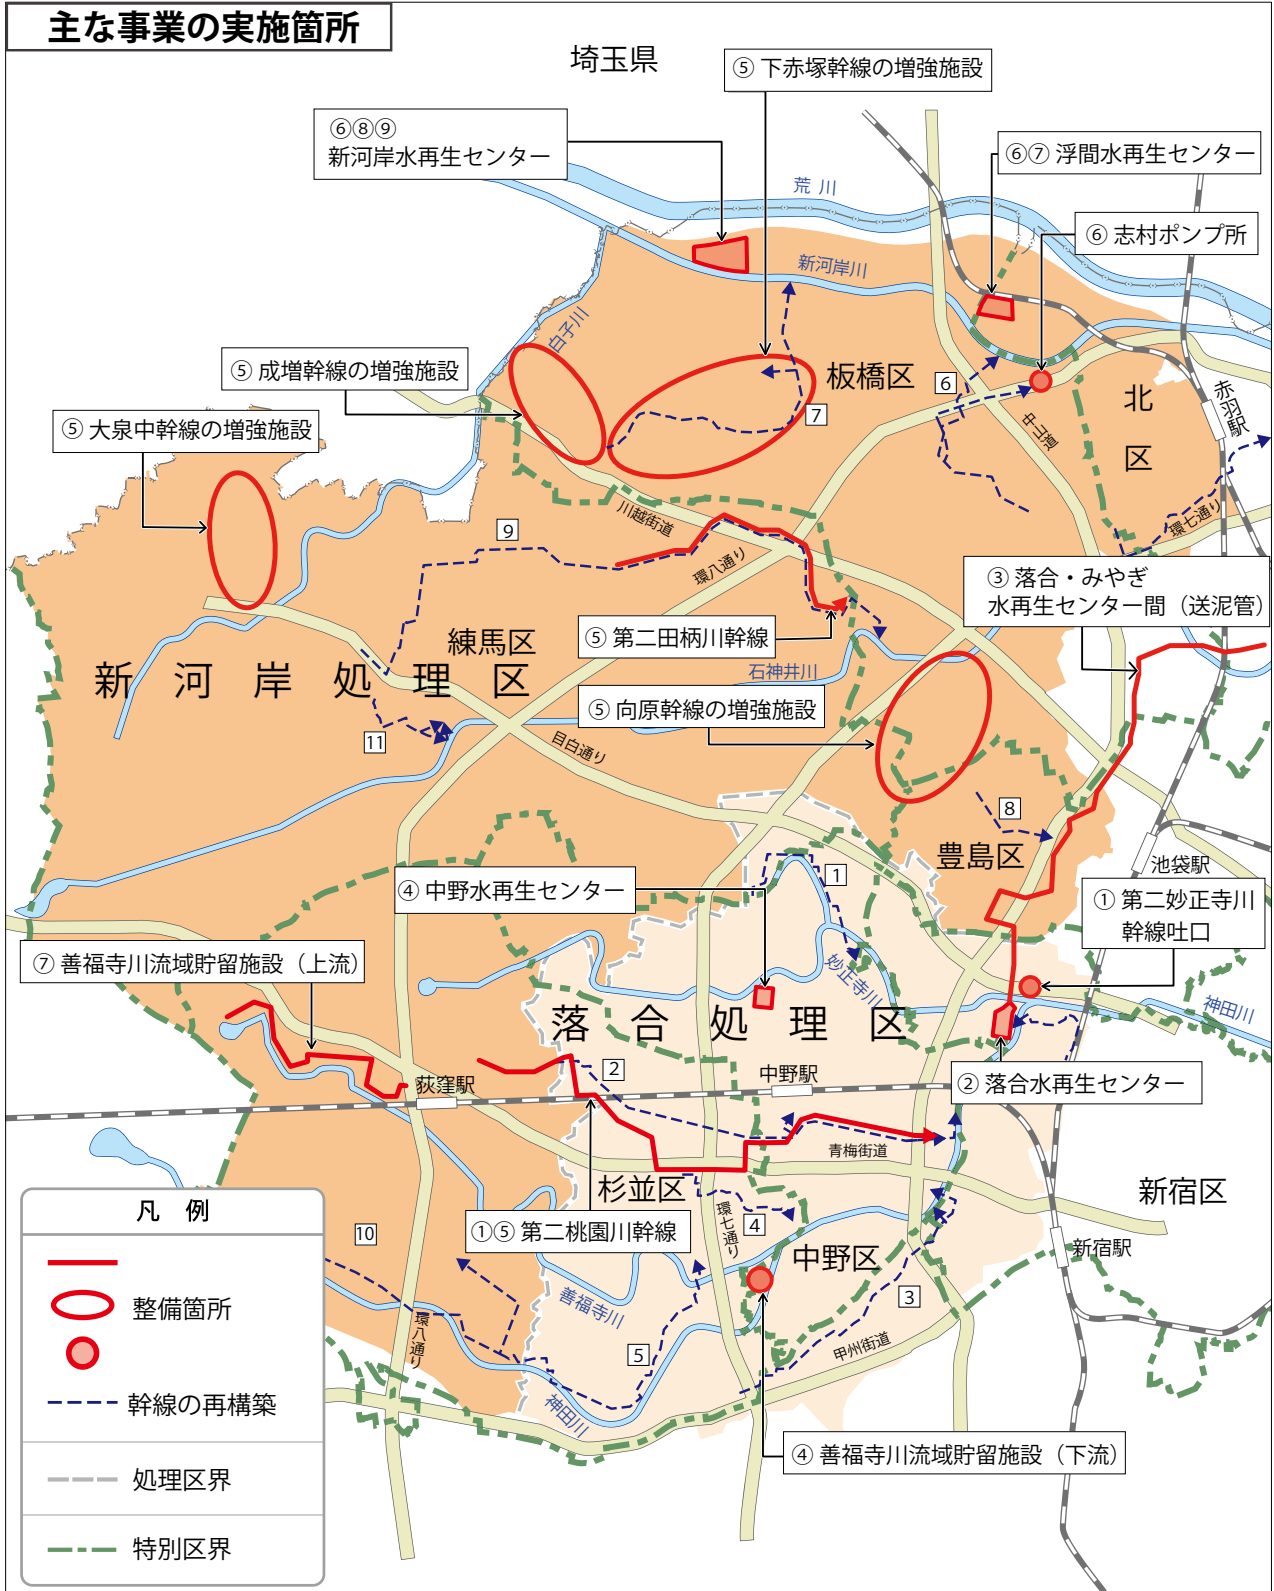 主な事業の実施箇所
埼玉県
⑤ 下赤塚幹線の増強施設
⑥⑧⑨
新河岸水再生センター
⑥⑦ 浮間水再生センター
荒 川
⑥ 志村ポンプ所
新河岸川
白子川
⑤ 成増幹線の増強施設
板橋区
6
北
区
赤羽駅
7
⑤ 大泉中幹線の増強施設
中山道
川越街道
9
環七通り
環八通り
③ 落合・みやぎ
水再生センター間（送泥管）
練馬区
⑤ 第二田柄川幹線
石神井川
新河岸処理区
⑤ 向原幹線の増強施設
11
目白通り
8
豊島区
池袋駅
④ 中野水再生センター
1
① 第二妙正寺川
幹線吐口
⑦ 善福寺川流域貯留施設（上流）
妙正寺川
神田川
落合処理区
2
中野駅
荻窪駅
② 落合水再生センター
青梅街道
杉並区
新宿区
①⑤ 第二桃園川幹線
4
環七通り
中野区
新宿駅
凡 例
10
整備箇所
善福寺川
3
環八通り
5
甲州街道
幹線の再構築
神田川
④ 善福寺川流域貯留施設（下流）
処理区界
特別区界